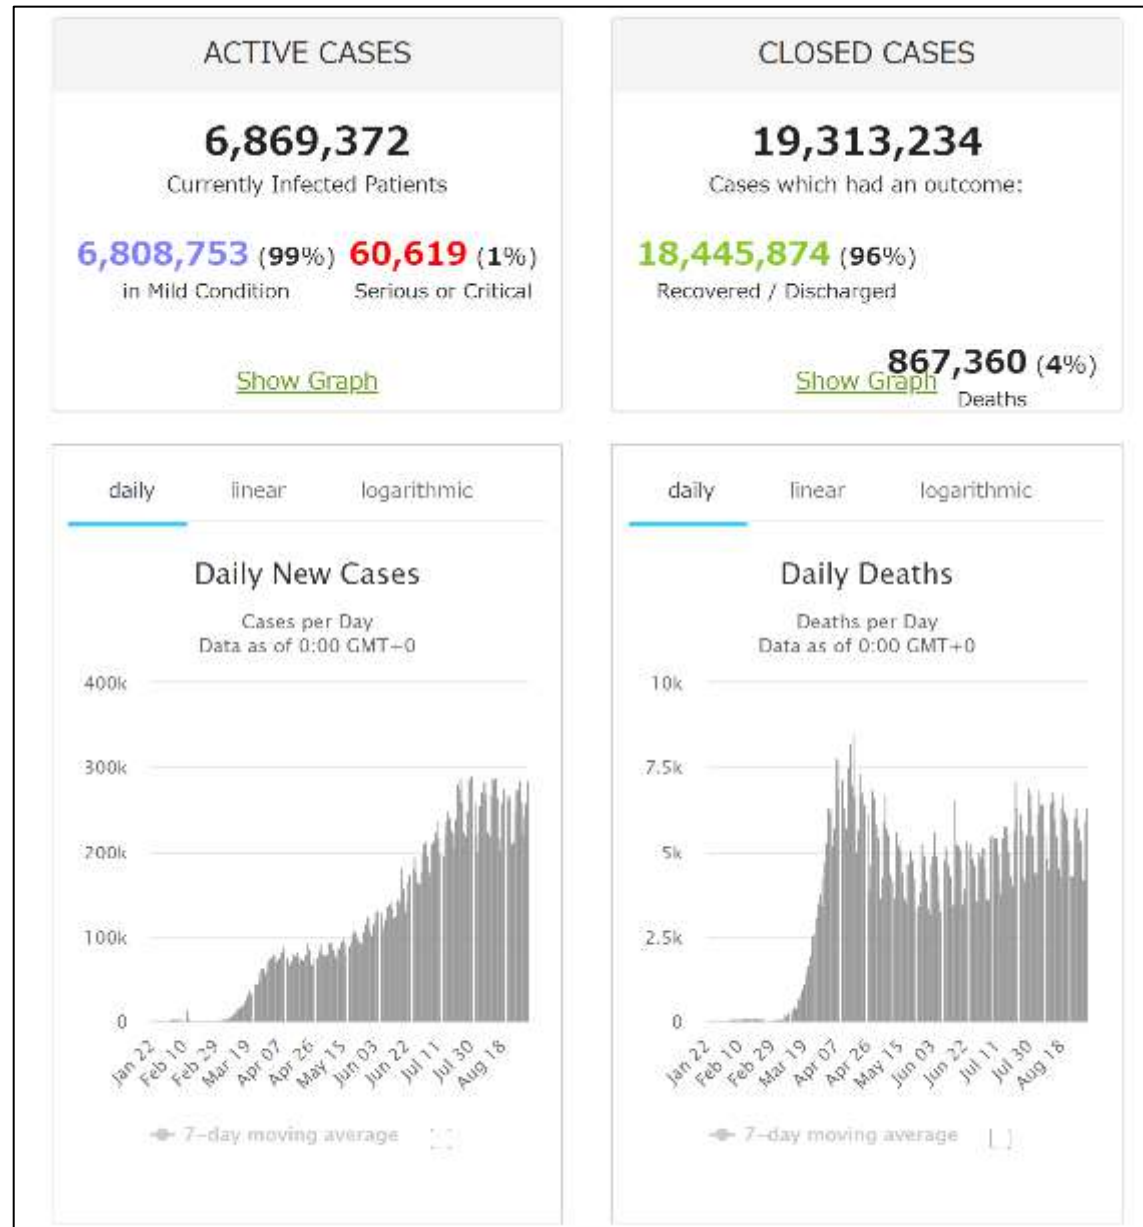 ACTIVE CASES
6,869,372
Currently Infected Patients
6,808,753 (99%) 60,619 (1%)
in Mild Condition Serious or Critical
Show Graph
CLOSED CASES
19,313,234
Cases which had an outcome:
18,445,874 (96%)
Recovered / Discharged
867,360 (4%)
Deaths
Show Graph
daily linear logarithmic
Daily New Cases
Cases per Day
Data as of 0:00 GMT+0
400k
300k
200k
100k
0
Jan 22 Feb 10 Feb 29 Mar 19 Apr 07 Apr 26 May 15 Jun 03 Jun 22 Jul 11 Jul 30 Aug 18
7-day moving average
daily linear logarithmic
Daily Deaths
Deaths per Day
Data as of 0:00 GMT+0
10k
7.5k
5k
2.5k
0
Jan 22 Feb 10 Feb 29 Mar 19 Apr 07 Apr 26 May 15 Jun 03 Jun 22 Jul 11 Jul 30 Aug 18
7-day moving average